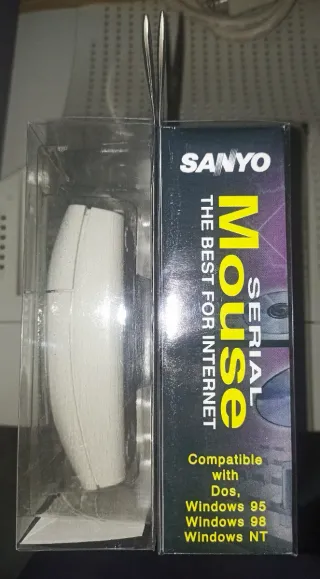 SANYO
SERIAL
Mouse
THE BEST FOR INTERNET
Compatible
with
Dos,
Windows 95
Windows 98
Windows NT